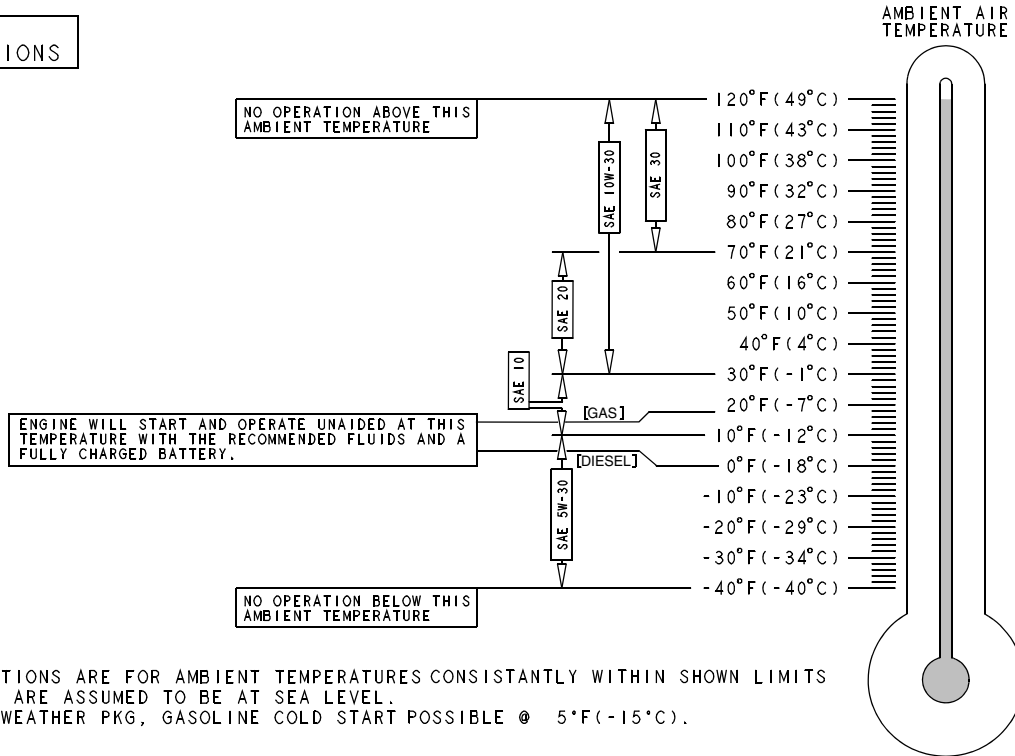 AMBIENT AIR
TEMPERATURE
IONS
NO OPERATION ABOVE THIS
AMBIENT TEMPERATURE
120°F(49°C)
110°F(43°C)
100°F(38°C)
90°F(32°C)
80°F(27°C)
70°F(21°C)
60°F(16°C)
50°F(10°C)
40°F(4°C)
30°F(-1°C)
20°F(-7°C)
10°F(-12°C)
0°F(-18°C)
-10°F(-23°C)
-20°F(-29°C)
-30°F(-34°C)
-40°F(-40°C)
SAE 10W-30
SAE 30
SAE 20
SAE 10
[GAS]
ENGINE WILL START AND OPERATE UNAIDED AT THIS
TEMPERATURE WITH THE RECOMMENDED FLUIDS AND A
FULLY CHARGED BATTERY.
[DIESEL]
SAE 5W-30
NO OPERATION BELOW THIS
AMBIENT TEMPERATURE
TIONS ARE FOR AMBIENT TEMPERATURES CONSISTANTLY WITHIN SHOWN LIMITS
ARE ASSUMED TO BE AT SEA LEVEL.
WEATHER PKG, GASOLINE COLD START POSSIBLE @ 5°F(-15°C).